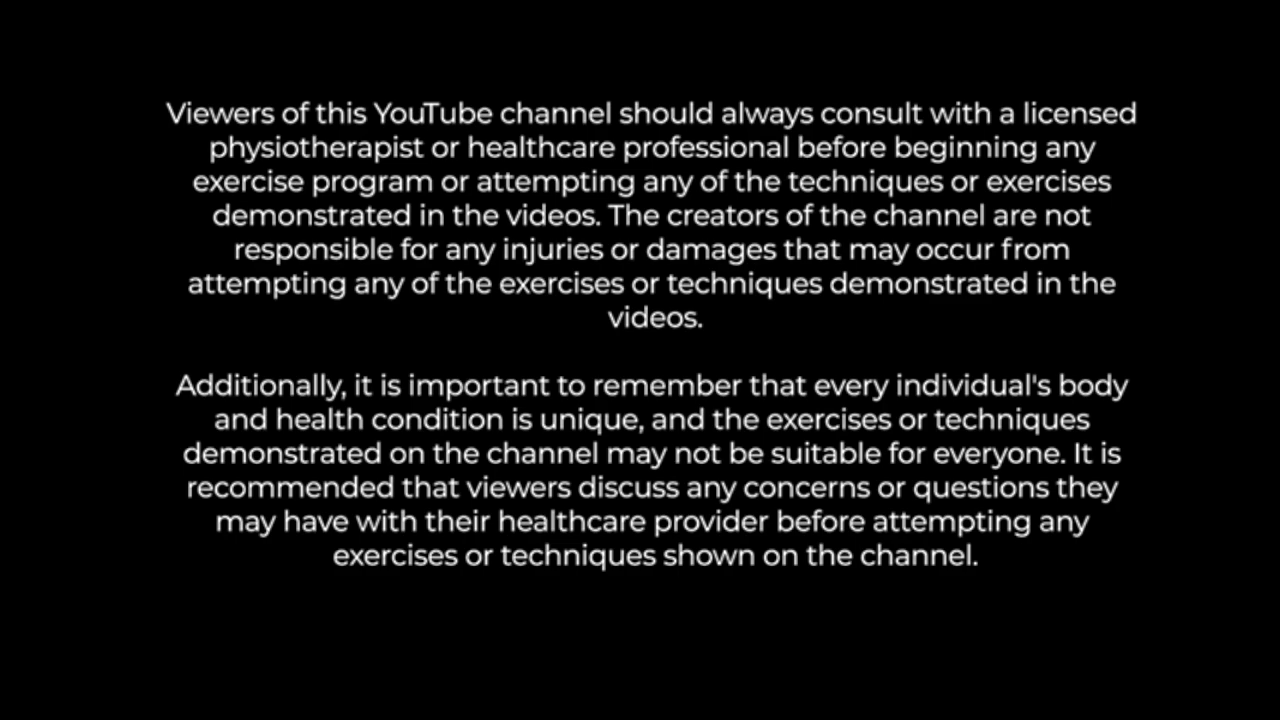 Viewers of this YouTube channel should always consult with a licensed
physiotherapist or healthcare professional before beginning any
exercise program or attempting any of the techniques or exercises
demonstrated in the videos. The creators of the channel are not
responsible for any injuries or damages that may occur from
attempting any of the exercises or techniques demonstrated in the
videos.
Additionally, it is important to remember that every individual's body
and health condition is unique, and the exercises or techniques
demonstrated on the channel may not be suitable for everyone. It is
recommended that viewers discuss any concerns or questions they
may have with their healthcare provider before attempting any
exercises or techniques shown on the channel.